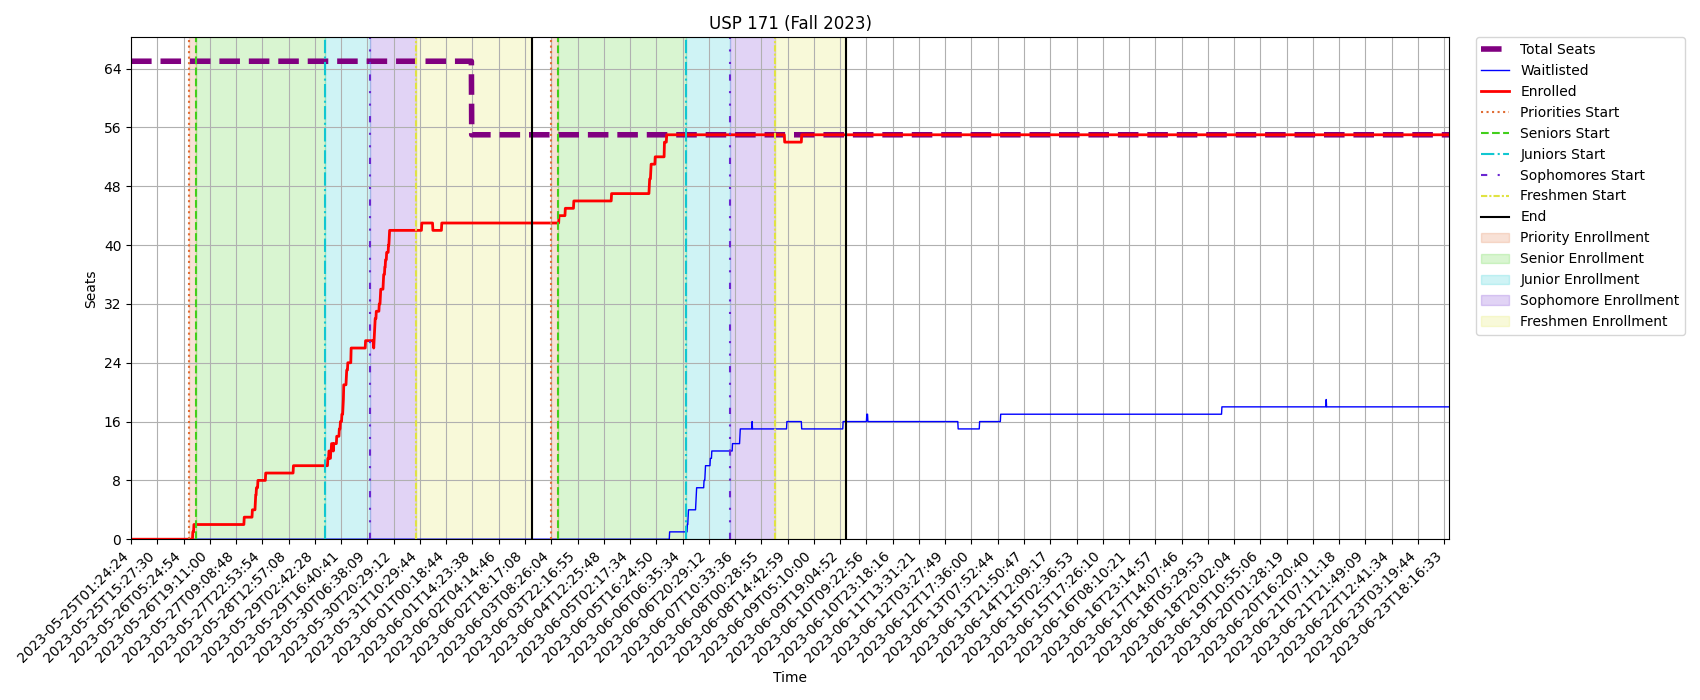 USP 171 (Fall 2023)
Seats
64
56
48
40
32
24
16
8
0
2023-05-25T01:24:24
2023-05-25T15:27:30
2023-05-26T05:24:54
2023-05-26T19:11:00
2023-05-27T09:08:48
2023-05-27T22:53:54
2023-05-28T12:57:08
2023-05-29T02:42:28
2023-05-29T16:40:41
2023-05-30T06:38:09
2023-05-30T20:29:12
2023-05-31T10:29:44
2023-06-01T00:18:44
2023-06-01T14:23:38
2023-06-02T04:14:46
2023-06-02T18:17:08
2023-06-03T08:26:04
2023-06-03T22:16:55
2023-06-04T12:25:48
2023-06-05T02:17:34
2023-06-05T16:24:50
2023-06-06T06:35:34
2023-06-06T20:29:12
2023-06-07T10:33:36
2023-06-08T00:28:55
2023-06-08T14:42:59
2023-06-09T05:10:00
2023-06-09T19:04:52
2023-06-10T09:22:56
2023-06-10T23:18:16
2023-06-11T13:31:21
2023-06-12T03:27:49
2023-06-12T17:36:00
2023-06-13T07:52:44
2023-06-13T21:50:47
2023-06-14T12:09:17
2023-06-15T02:36:53
2023-06-15T17:26:10
2023-06-16T08:10:21
2023-06-16T23:14:57
2023-06-17T14:07:46
2023-06-18T05:29:53
2023-06-18T20:02:04
2023-06-19T10:55:06
2023-06-20T01:28:19
2023-06-20T16:20:40
2023-06-21T07:11:18
2023-06-21T21:49:09
2023-06-22T12:41:34
2023-06-23T03:19:44
2023-06-23T18:16:33
Time
Total Seats
Waitlisted
Enrolled
Priorities Start
Seniors Start
Juniors Start
Sophomores Start
Freshmen Start
End
Priority Enrollment
Senior Enrollment
Junior Enrollment
Sophomore Enrollment
Freshmen Enrollment